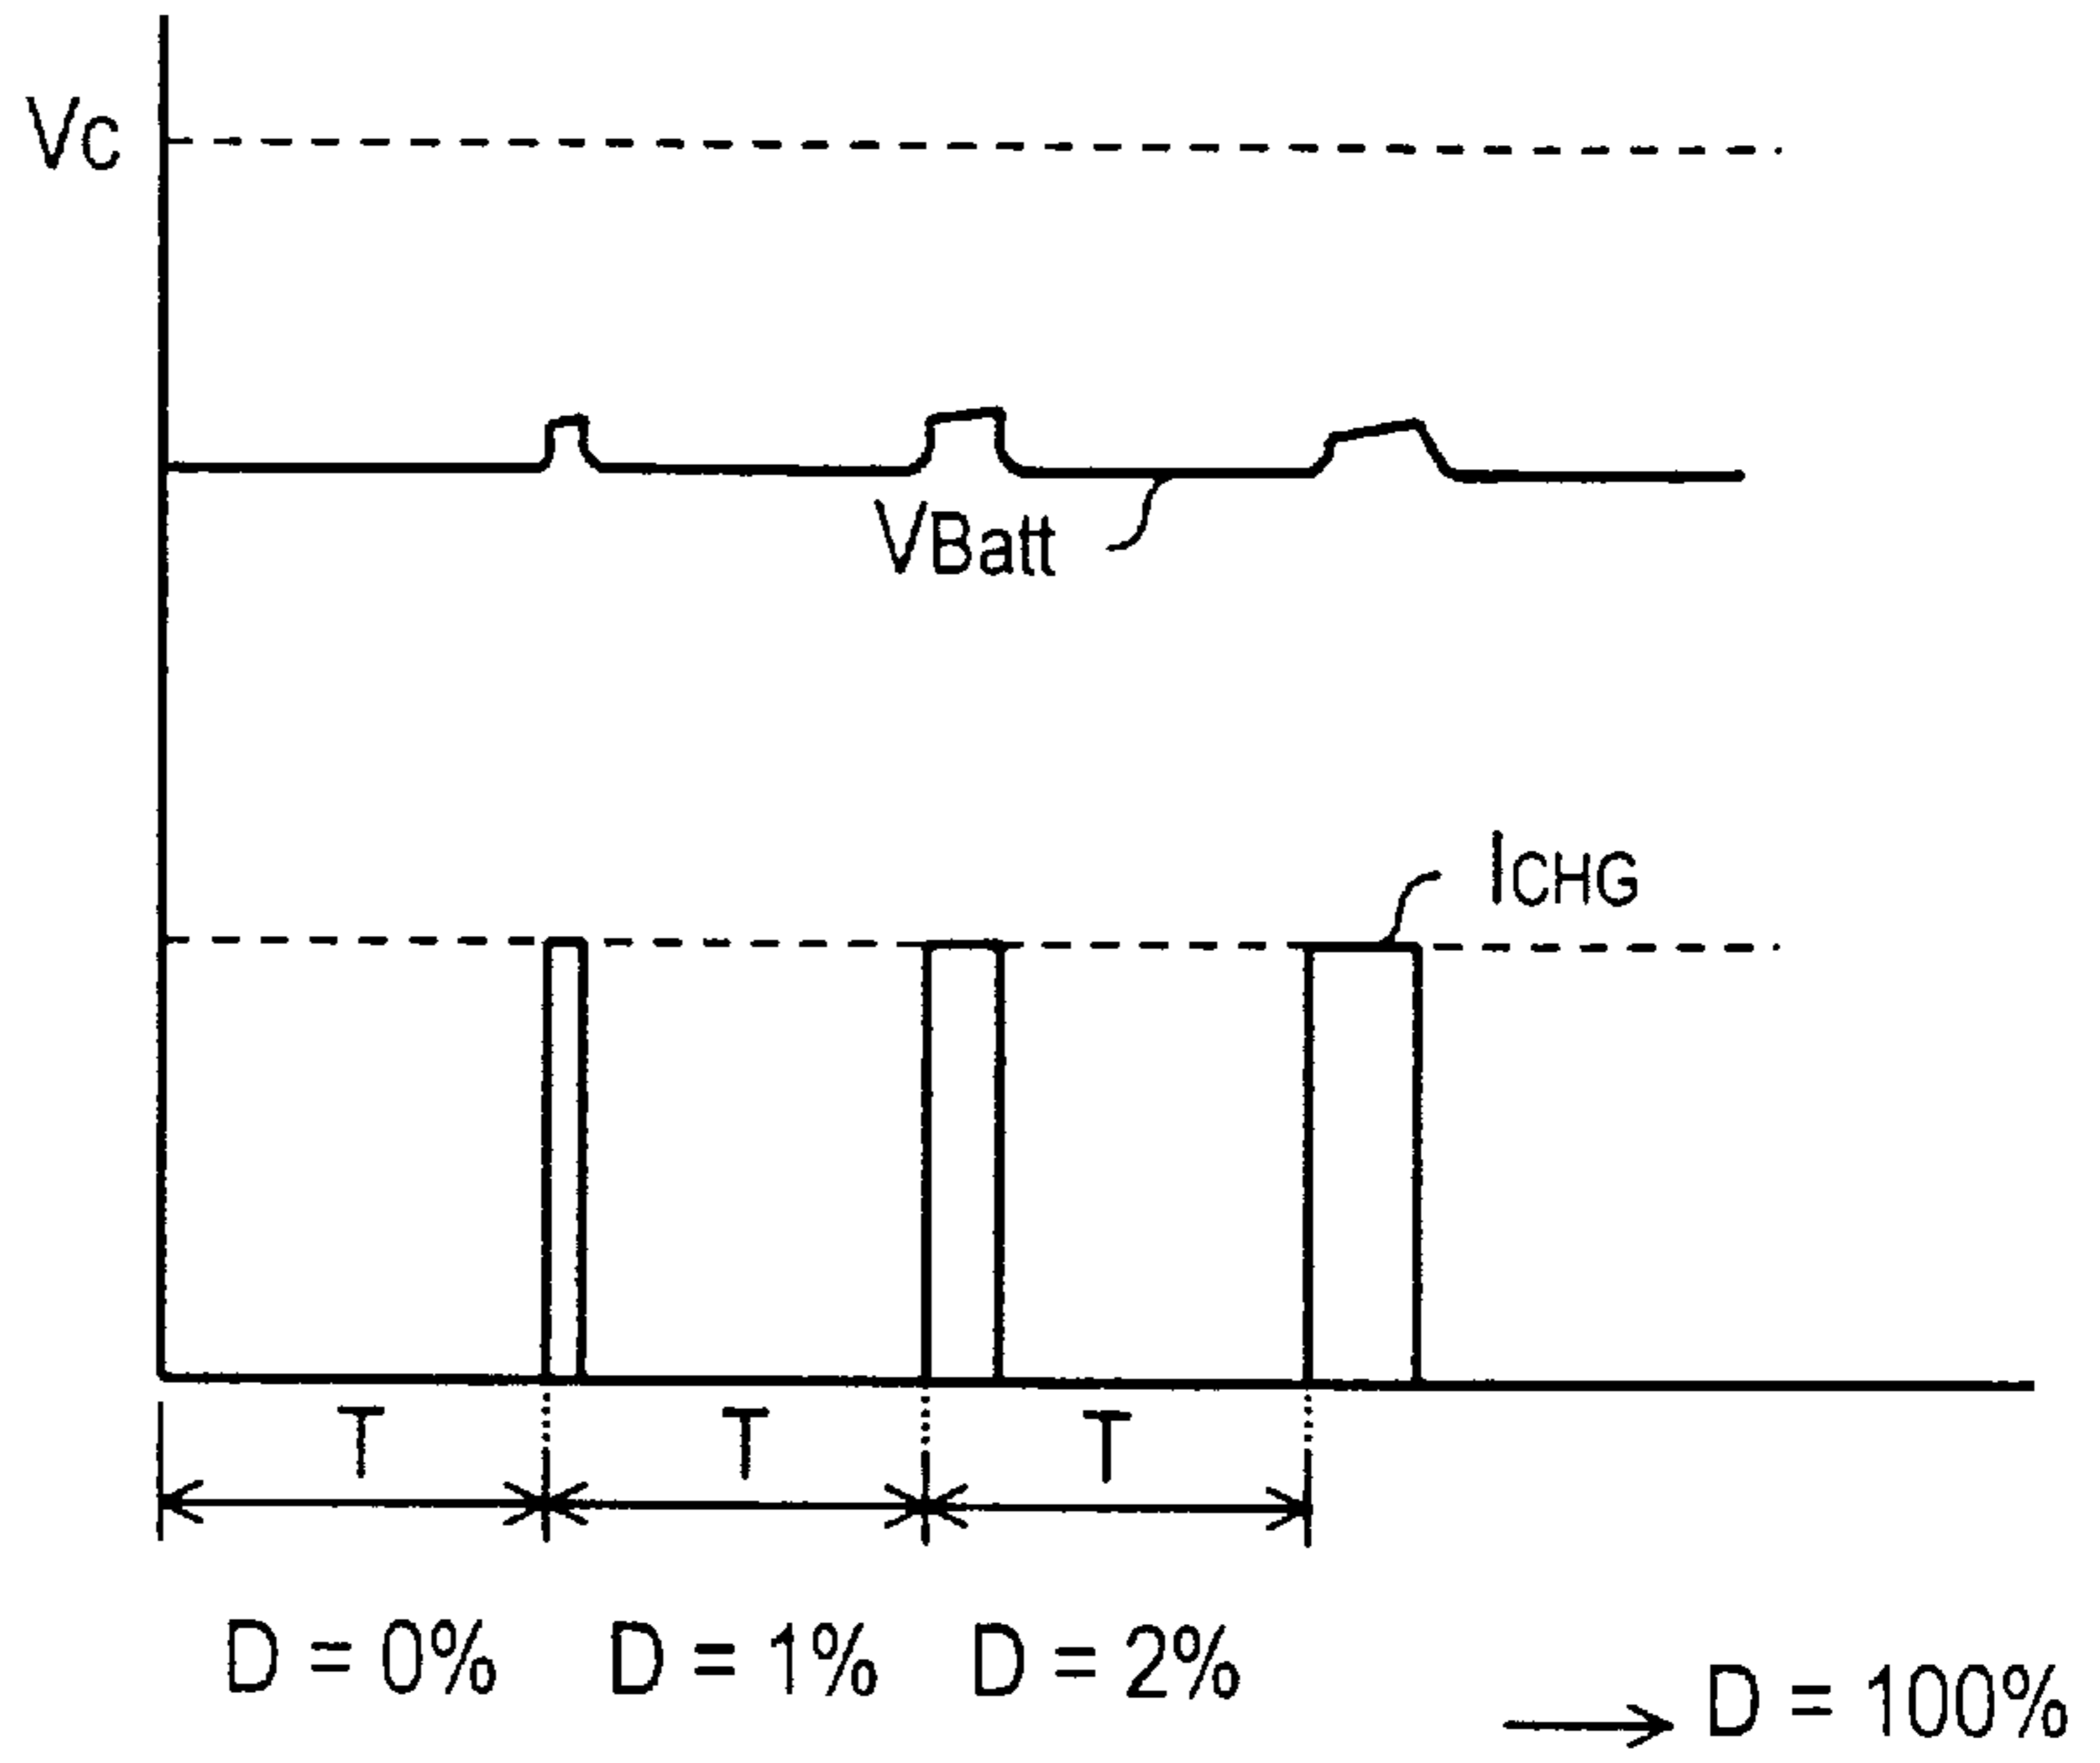 Vc
VBatt
ICHG
T T T
D = 0% D = 1% D = 2%
D = 100%